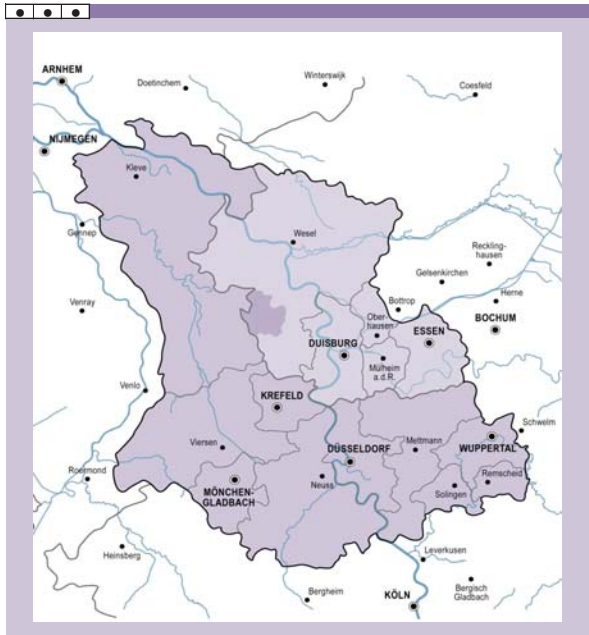 ARNHEM
Doetinchem
Winterswijk
Coesfeld
NIJMEGEN
Kleve
Gennep
Wesel
Reckling-
hausen
Gelsenkirchen
Herne
Venray
Bottrop
Ober-
hausen
ESSEN
BOCHUM
DUISBURG
Mülheim
a.d.R.
Venlo
KREFELD
Schwelm
Viersen
DÜSSELDORF
Mettmann
WUPPERTAL
Roermond
MÖNCHEN-
GLADBACH
Neuss
Solingen
Remscheid
Heinsberg
Leverkusen
Bergheim
KÖLN
Bergisch
Gladbach